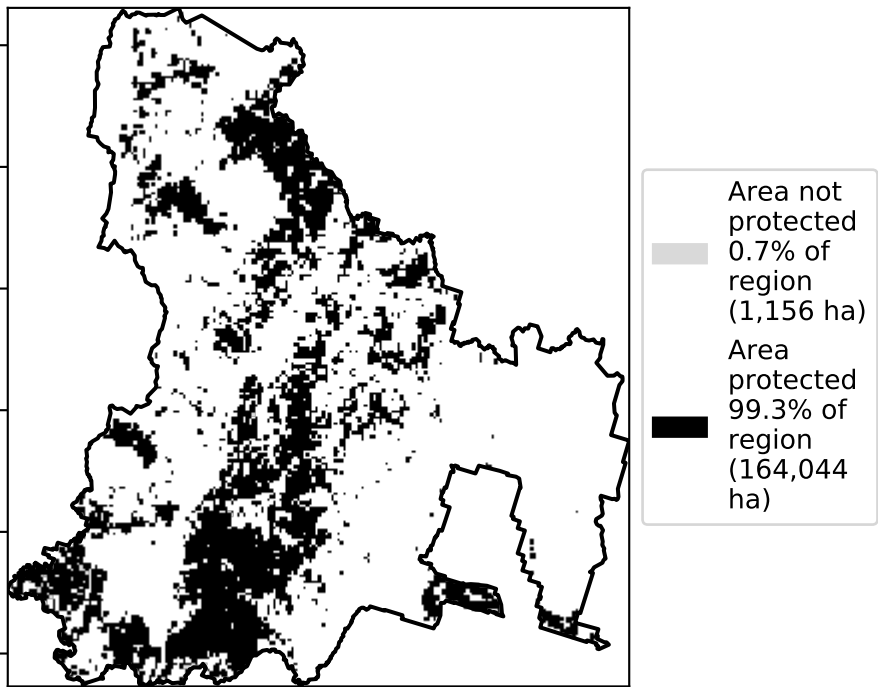 Area not
protected
0.7% of
region
(1,156 ha)
Area
protected
99.3% of
region
(164,044
ha)